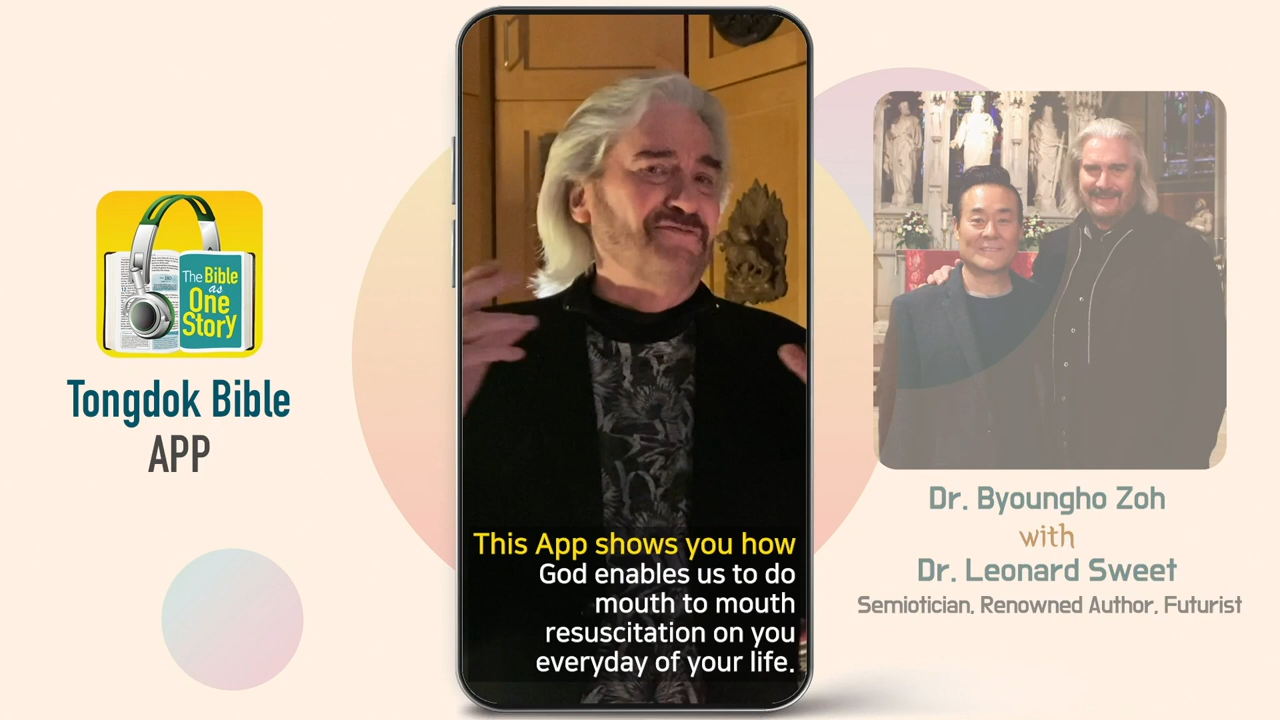 The Bible
as
One
Story
Tongdok Bible
APP
This App shows you how
God enables us to do
mouth to mouth
resuscitation on you
everyday of your life.
Dr. Byoungho Zoh
with
Dr. Leonard Sweet
Semiotician, Renowned Author, Futurist